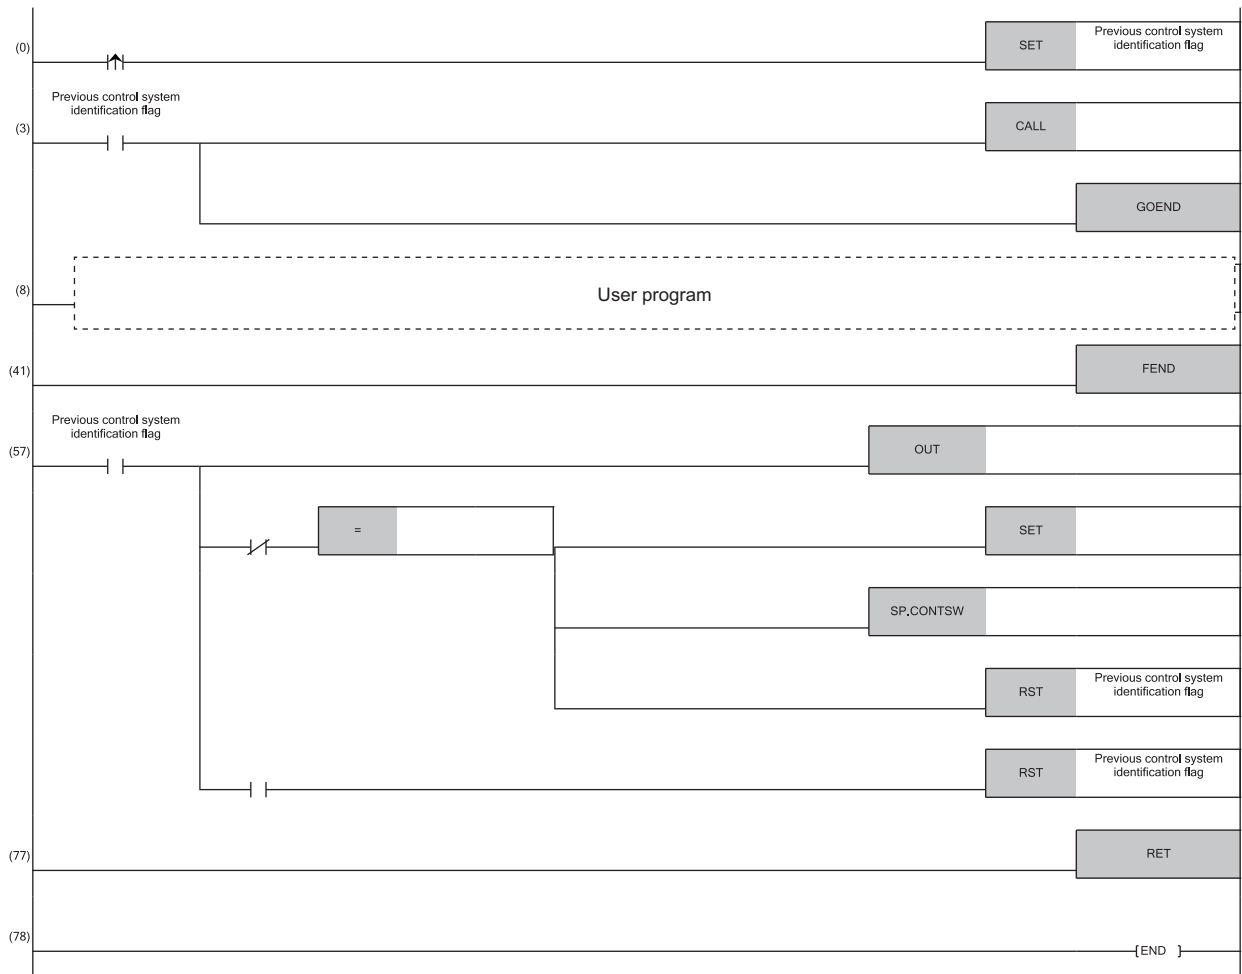 (0)
SET
Previous control system
identification flag
Previous control system
identification flag
(3)
CALL
GOEND
(8)
User program
(41)
FEND
Previous control system
identification flag
(57)
OUT
=
SET
SP.CONTSW
RST
Previous control system
identification flag
RST
Previous control system
identification flag
(77)
RET
(78)
END